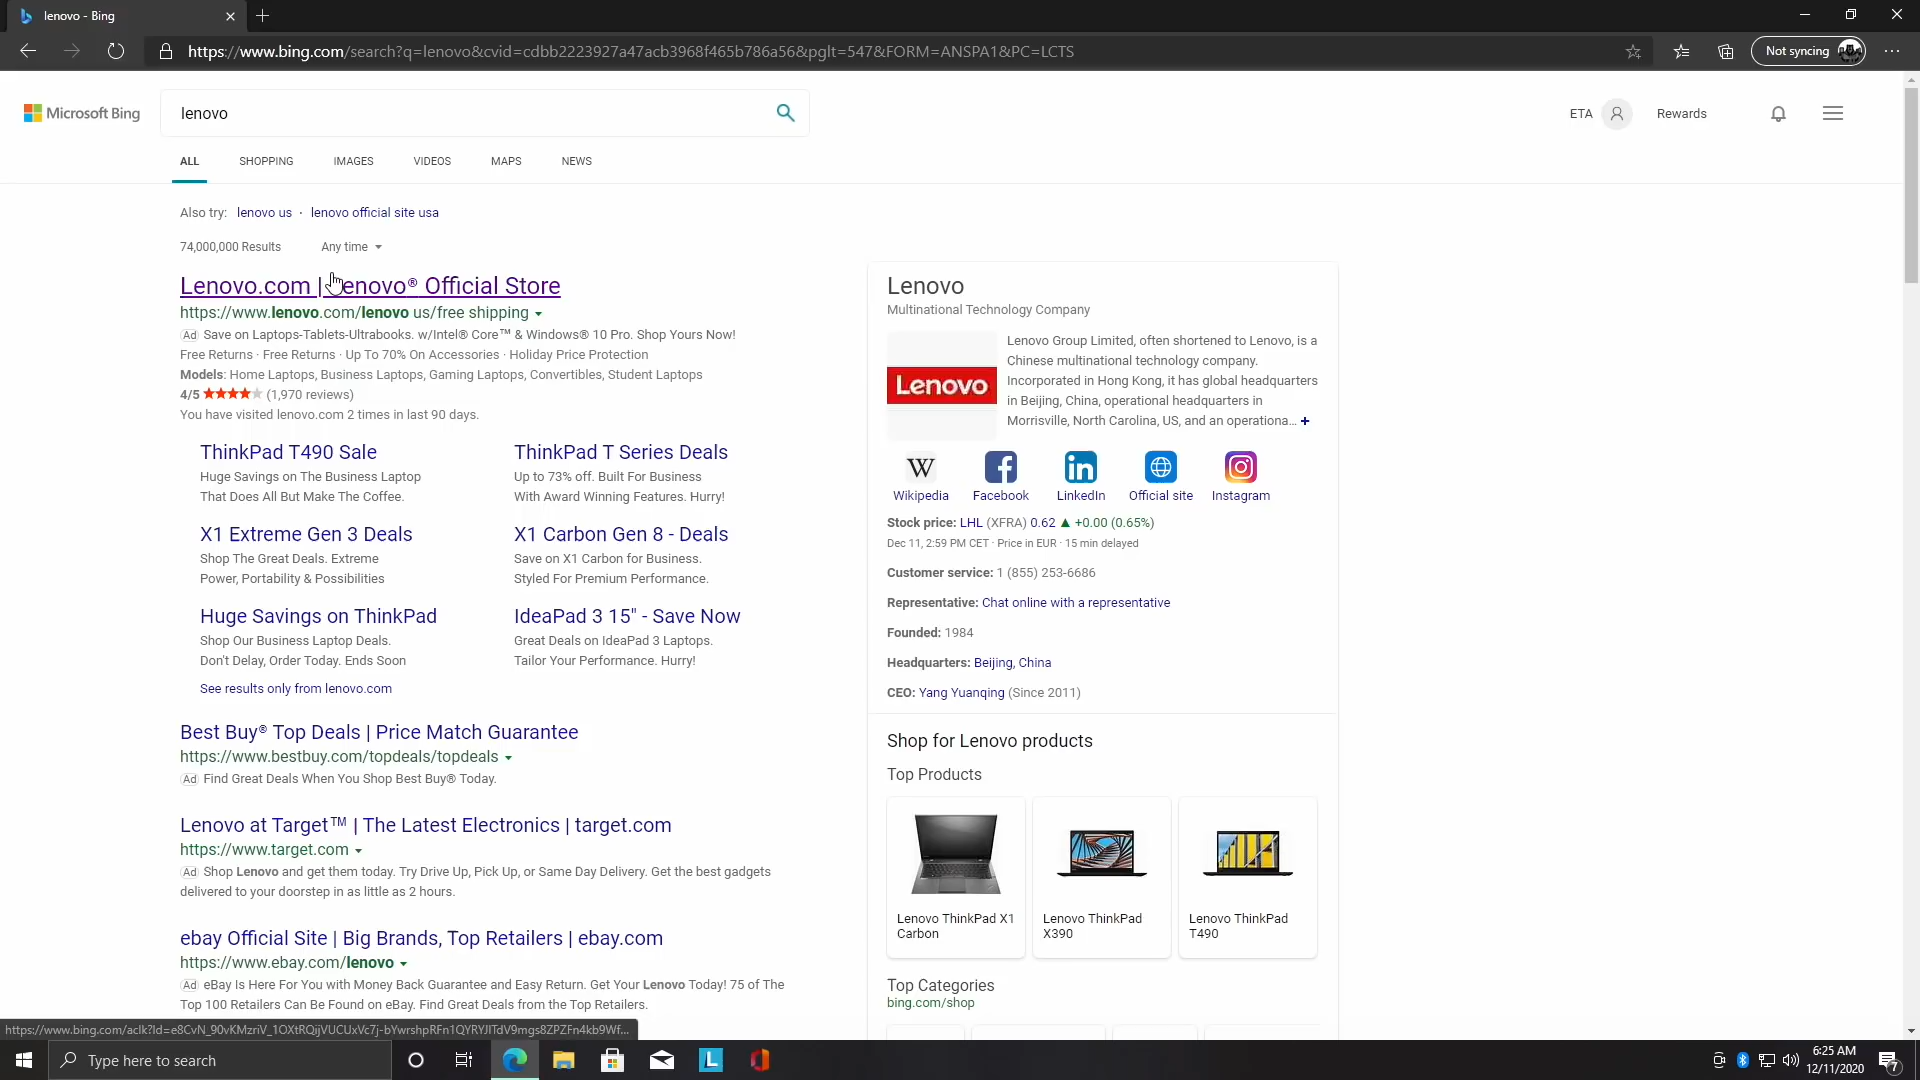 lenovo - Bing
https://www.bing.com/search?q=lenovo&cvid=cdbb2223927a47acb3968f465b786a56&pglt=547&FORM=ANSPA1&PC=LCTS
Not syncing
Microsoft Bing
lenovo
ETA
Rewards
ALL
SHOPPING
IMAGES
VIDEOS
MAPS
NEWS
Also try: lenovo us · lenovo official site usa
74,000,000 Results
Any time
Lenovo.com | Lenovo® Official Store
https://www.lenovo.com/lenovo us/free shipping
Ad Save on Laptops-Tablets-Ultrabooks. w/Intel® Core™ & Windows® 10 Pro. Shop Yours Now!
Free Returns · Free Returns · Up To 70% On Accessories · Holiday Price Protection
Models: Home Laptops, Business Laptops, Gaming Laptops, Convertibles, Student Laptops
4/5 ★★★★★ (1,970 reviews)
You have visited lenovo.com 2 times in last 90 days.
ThinkPad T490 Sale
Huge Savings on The Business Laptop
That Does All But Make The Coffee.
ThinkPad T Series Deals
Up to 73% off. Built For Business
With Award Winning Features. Hurry!
X1 Extreme Gen 3 Deals
Shop The Great Deals. Extreme
Power, Portability & Possibilities
X1 Carbon Gen 8 - Deals
Save on X1 Carbon for Business.
Styled For Premium Performance.
Huge Savings on ThinkPad
Shop Our Business Laptop Deals.
Don't Delay, Order Today. Ends Soon
IdeaPad 3 15" - Save Now
Great Deals on IdeaPad 3 Laptops.
Tailor Your Performance. Hurry!
See results only from lenovo.com
Best Buy® Top Deals | Price Match Guarantee
https://www.bestbuy.com/topdeals/topdeals
Ad Find Great Deals When You Shop Best Buy® Today.
Lenovo at Target™ | The Latest Electronics | target.com
https://www.target.com
Ad Shop Lenovo and get them today. Try Drive Up, Pick Up, or Same Day Delivery. Get the best gadgets
delivered to your doorstep in as little as 2 hours.
ebay Official Site | Big Brands, Top Retailers | ebay.com
https://www.ebay.com/lenovo
Ad eBay Is Here For You with Money Back Guarantee and Easy Return. Get Your Lenovo Today! 75 of The
Top 100 Retailers Can Be Found on eBay. Find Great Deals from the Top Retailers.
Lenovo
Multinational Technology Company
Lenovo
Lenovo Group Limited, often shortened to Lenovo, is a
Chinese multinational technology company.
Incorporated in Hong Kong, it has global headquarters
in Beijing, China, operational headquarters in
Morrisville, North Carolina, US, and an operationa... +
W
Wikipedia
Facebook
LinkedIn
Official site
Instagram
Stock price: LHL (XFRA) 0.62 ▲ +0.00 (0.65%)
Dec 11, 2:59 PM CET · Price in EUR · 15 min delayed
Customer service: 1 (855) 253-6686
Representative: Chat online with a representative
Founded: 1984
Headquarters: Beijing, China
CEO: Yang Yuanqing (Since 2011)
Shop for Lenovo products
Top Products
Lenovo ThinkPad X1
Carbon
Lenovo ThinkPad
X390
Lenovo ThinkPad
T490
Top Categories
bing.com/shop
Type here to search
L
6:25 AM
12/11/2020
7